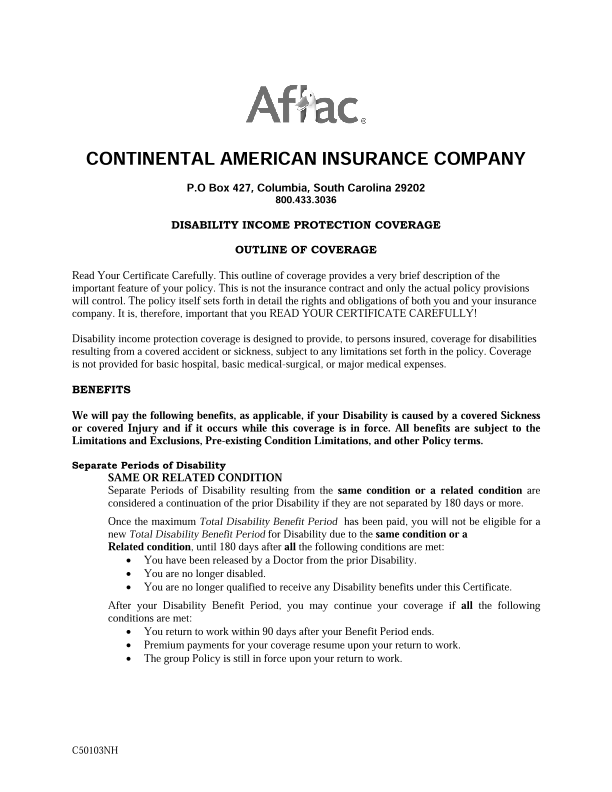 Aflac®
CONTINENTAL AMERICAN INSURANCE COMPANY
P.O Box 427, Columbia, South Carolina 29202
800.433.3036
DISABILITY INCOME PROTECTION COVERAGE
OUTLINE OF COVERAGE
Read Your Certificate Carefully. This outline of coverage provides a very brief description of the
important feature of your policy. This is not the insurance contract and only the actual policy provisions
will control. The policy itself sets forth in detail the rights and obligations of both you and your insurance
company. It is, therefore, important that you READ YOUR CERTIFICATE CAREFULLY!
Disability income protection coverage is designed to provide, to persons insured, coverage for disabilities
resulting from a covered accident or sickness, subject to any limitations set forth in the policy. Coverage
is not provided for basic hospital, basic medical-surgical, or major medical expenses.
BENEFITS
We will pay the following benefits, as applicable, if your Disability is caused by a covered Sickness
or covered Injury and if it occurs while this coverage is in force. All benefits are subject to the
Limitations and Exclusions, Pre-existing Condition Limitations, and other Policy terms.
Separate Periods of Disability
SAME OR RELATED CONDITION
Separate Periods of Disability resulting from the same condition or a related condition are
considered a continuation of the prior Disability if they are not separated by 180 days or more.
Once the maximum Total Disability Benefit Period has been paid, you will not be eligible for a
new Total Disability Benefit Period for Disability due to the same condition or a
Related condition, until 180 days after all the following conditions are met:
• You have been released by a Doctor from the prior Disability.
• You are no longer disabled.
• You are no longer qualified to receive any Disability benefits under this Certificate.
After your Disability Benefit Period, you may continue your coverage if all the following
conditions are met:
• You return to work within 90 days after your Benefit Period ends.
• Premium payments for your coverage resume upon your return to work.
• The group Policy is still in force upon your return to work.
C50103NH